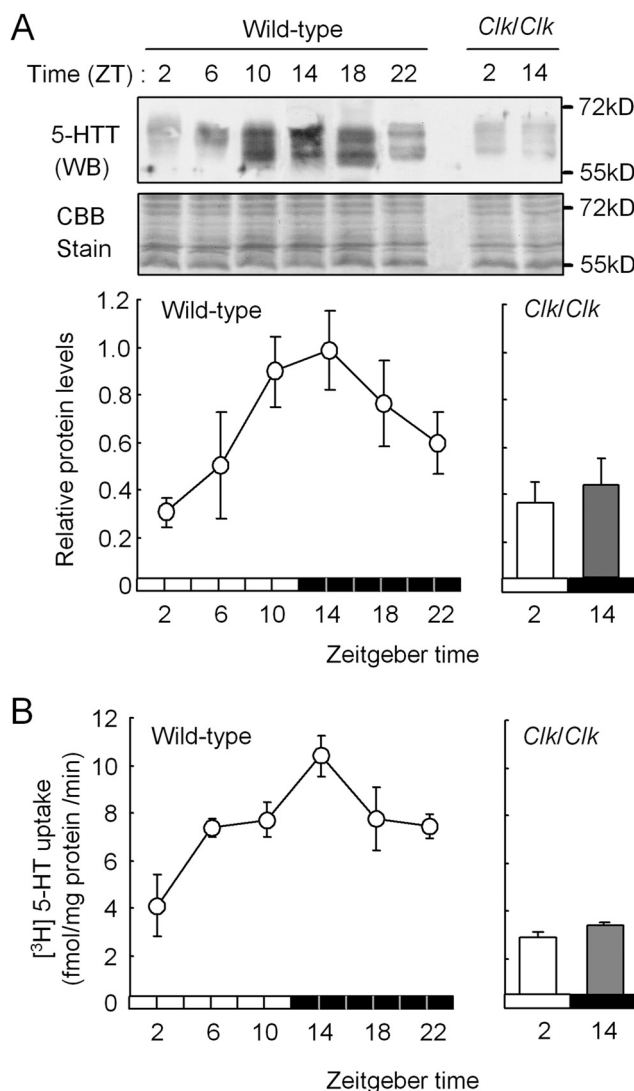 A
Wild-type
Clk/Clk
Time (ZT) : 2 6 10 14 18 22 2 14
5-HTT
(WB)
72kD
55kD
CBB
Stain
72kD
55kD
Relative protein levels
1.2
1.0
0.8
0.6
0.4
0.2
0
Wild-type
Clk/Clk
2 6 10 14 18 22
2 14
Zeitgeber time
B
[³H] 5-HT uptake
(fmol/mg protein /min)
12
10
8
6
4
2
0
Wild-type
Clk/Clk
2 6 10 14 18 22
2 14
Zeitgeber time